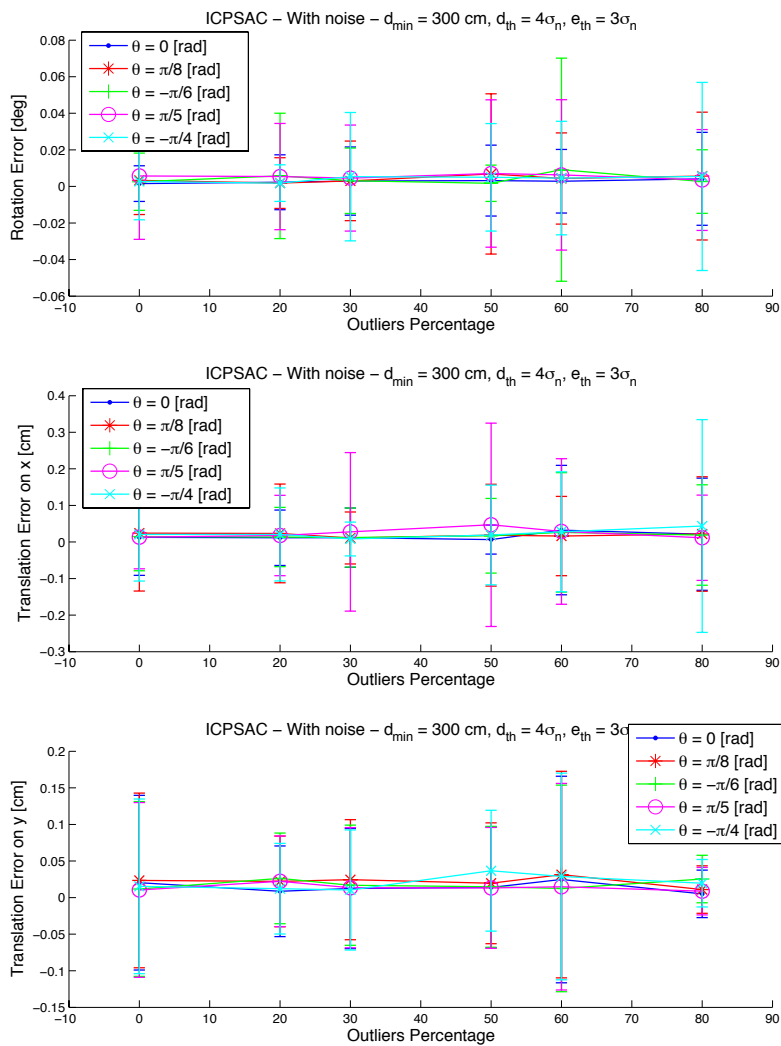 ICPSAC − With noise − d_min = 300 cm, d_th = 4σ_n, e_th = 3σ_n
0.1
0.08
0.06
0.04
0.02
0
−0.02
−0.04
0.06
Rotation Error [deg]
θ = 0 [rad]
θ = π/8 [rad]
θ = −π/6 [rad]
θ = π/5 [rad]
θ = −π/4 [rad]
−10 0 10 20 30 40 50 60 70 80 90
Outliers Percentage
ICPSAC − With noise − d_min = 300 cm, d_th = 4σ_n, e_th = 3σ_n
0.4
0.3
0.2
0.1
0
−0.1
−0.2
−0.3
Translation Error on x [cm]
θ = 0 [rad]
θ = π/8 [rad]
θ = −π/6 [rad]
θ = π/5 [rad]
θ = −π/4 [rad]
−10 0 10 20 30 40 50 60 70 80 90
Outliers Percentage
ICPSAC − With noise − d_min = 300 cm, d_th = 4σ_n, e_th = 3σ
0.2
0.15
0.1
0.05
0
−0.05
−0.1
−0.15
Translation Error on y [cm]
θ = 0 [rad]
θ = π/8 [rad]
θ = −π/6 [rad]
θ = π/5 [rad]
θ = −π/4 [rad]
−10 0 10 20 30 40 50 60 70 80 90
Outliers Percentage